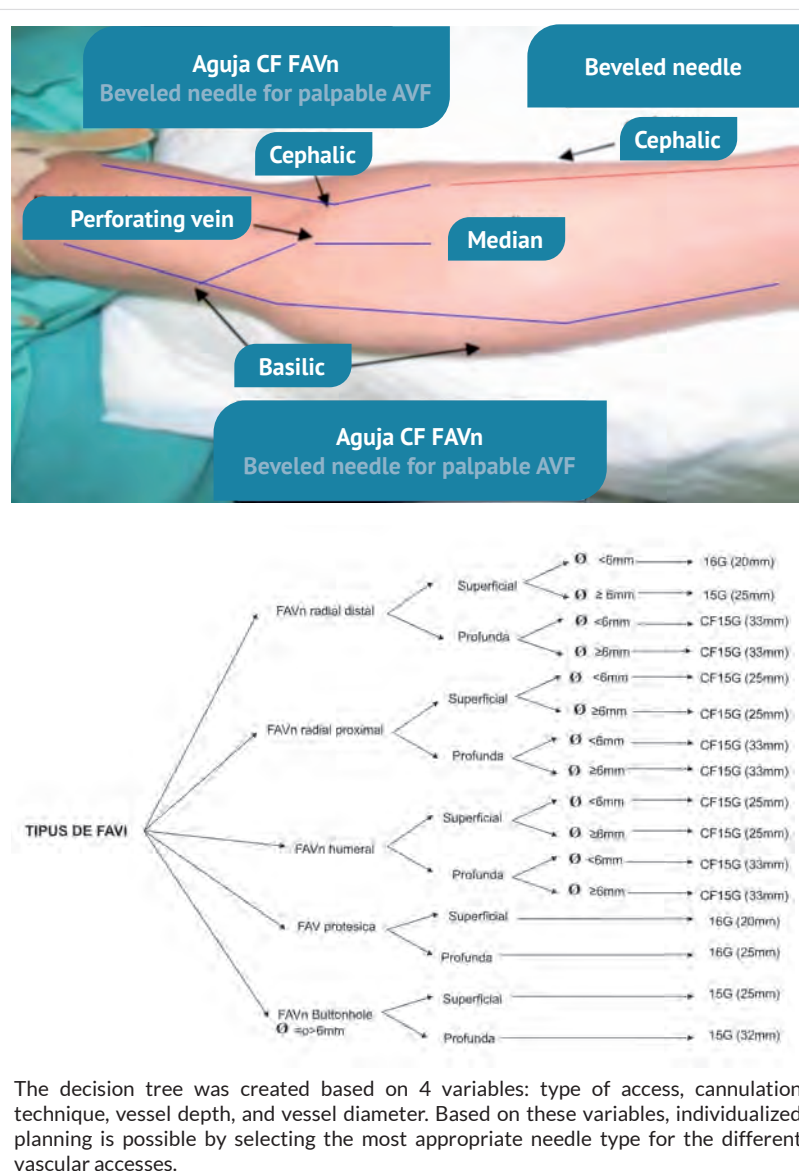 Aguja CF FAVn
Beveled needle for palpable AVF
Beveled needle
Cephalic
Cephalic
Perforating vein
Median
Basilic
Aguja CF FAVn
Beveled needle for palpable AVF
TIPUS DE FAVI
FAVn radial distal
Superficial
Ø <6mm
16G (20mm)
Ø ≥ 6mm
15G (25mm)
Profunda
Ø <6mm
CF15G (33mm)
Ø ≥6mm
CF15G (33mm)
FAVn radial proximal
Superficial
Ø <6mm
CF15G (25mm)
Ø ≥6mm
CF15G (25mm)
Profunda
Ø <6mm
CF15G (33mm)
Ø ≥6mm
CF15G (33mm)
FAVn humeral
Superficial
Ø <6mm
CF15G (25mm)
Ø ≥6mm
CF15G (25mm)
Profunda
Ø <6mm
CF15G (33mm)
Ø ≥6mm
CF15G (33mm)
FAV protesica
Superficial
16G (20mm)
Profunda
16G (25mm)
FAVn Buttonhole
Ø =o>6mm
Superficial
15G (25mm)
Profunda
15G (32mm)
The decision tree was created based on 4 variables: type of access, cannulation
technique, vessel depth, and vessel diameter. Based on these variables, individualized
planning is possible by selecting the most appropriate needle type for the different
vascular accesses.